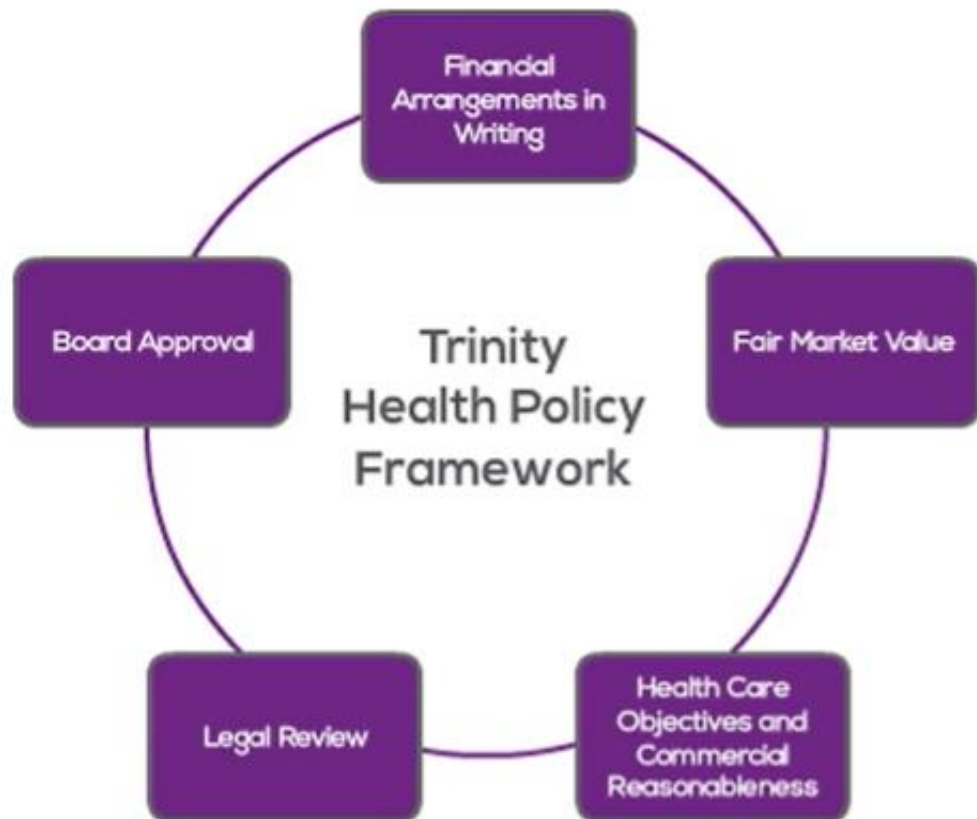 Financial
Arrangements in
Writing
Board Approval
Trinity
Health Policy
Framework
Fair Market Value
Legal Review
Health Care
Objectives and
Commercial
Reasonableness